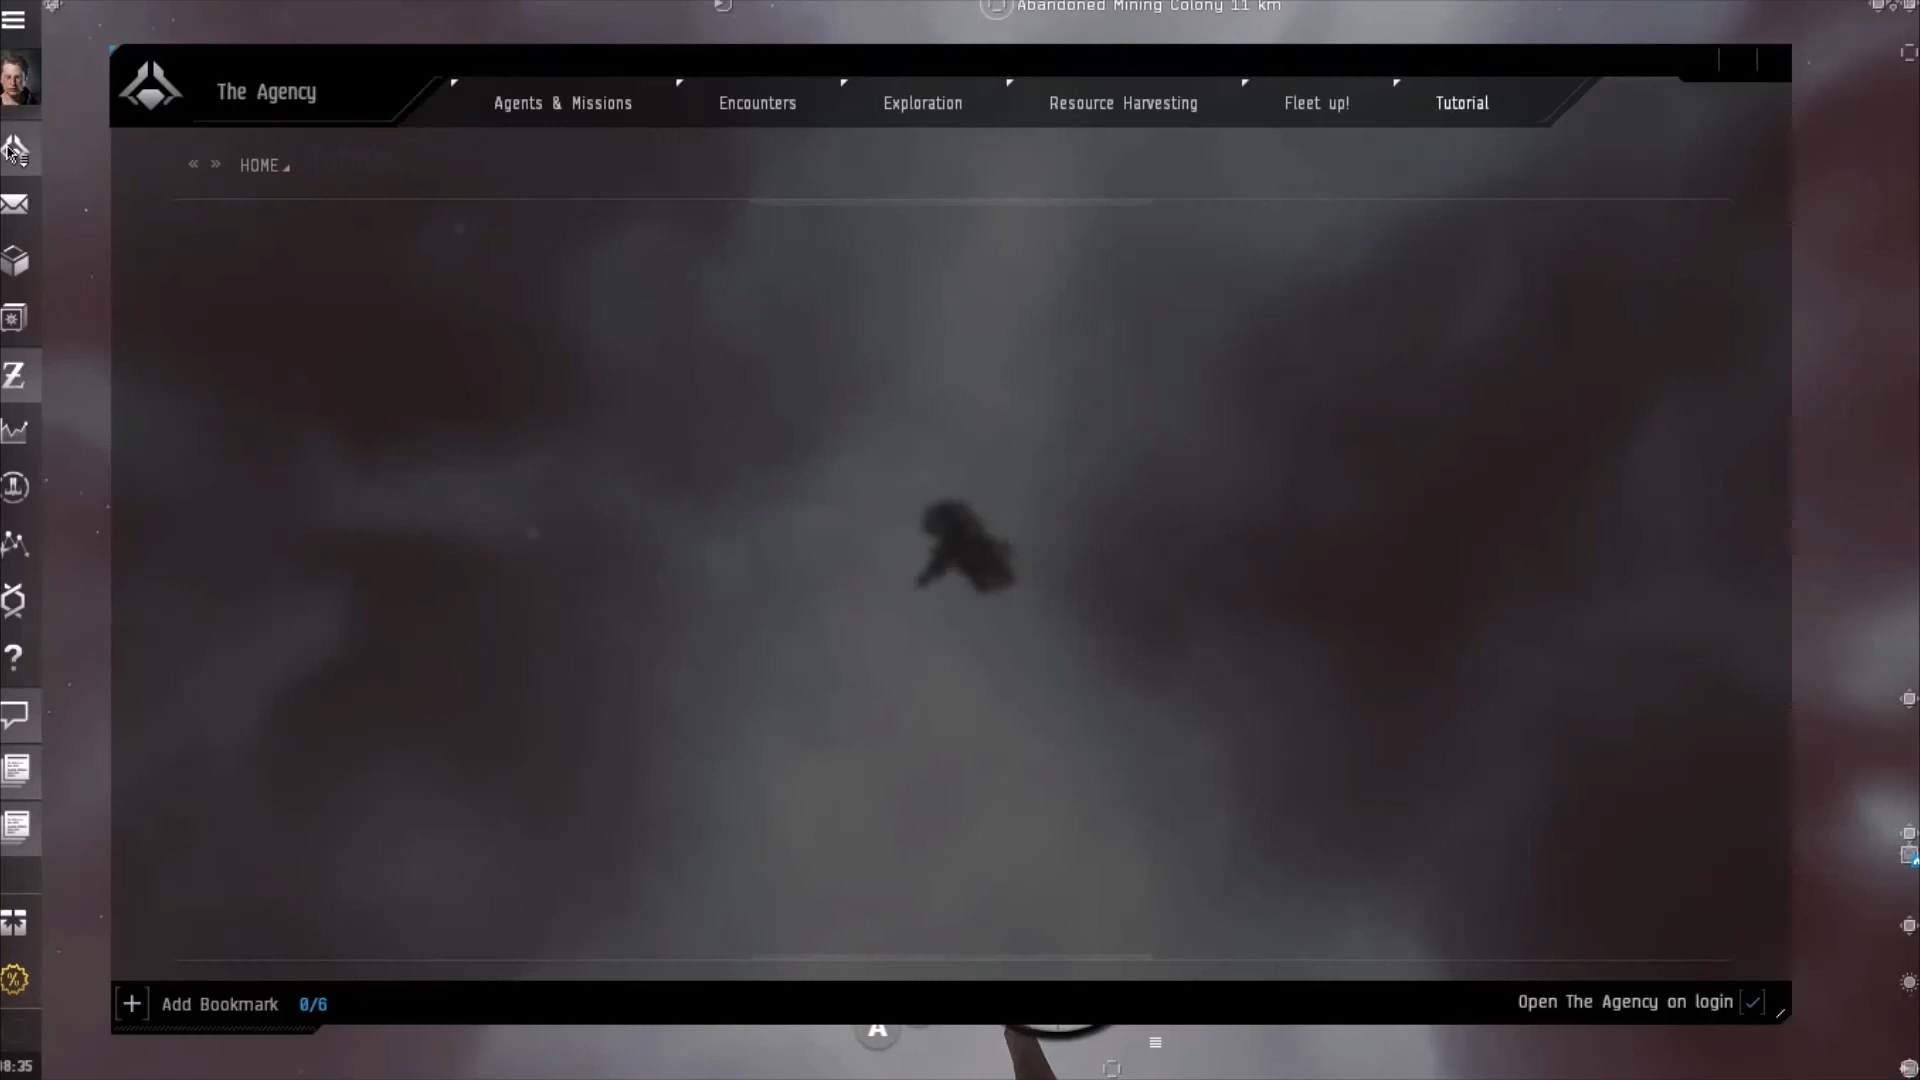 Abandoned Mining Colony 11 km
The Agency
Agents & Missions
Encounters
Exploration
Resource Harvesting
Fleet up!
Tutorial
« » HOME
Z
?
%
A
Add Bookmark 0/6
Open The Agency on login
8:35